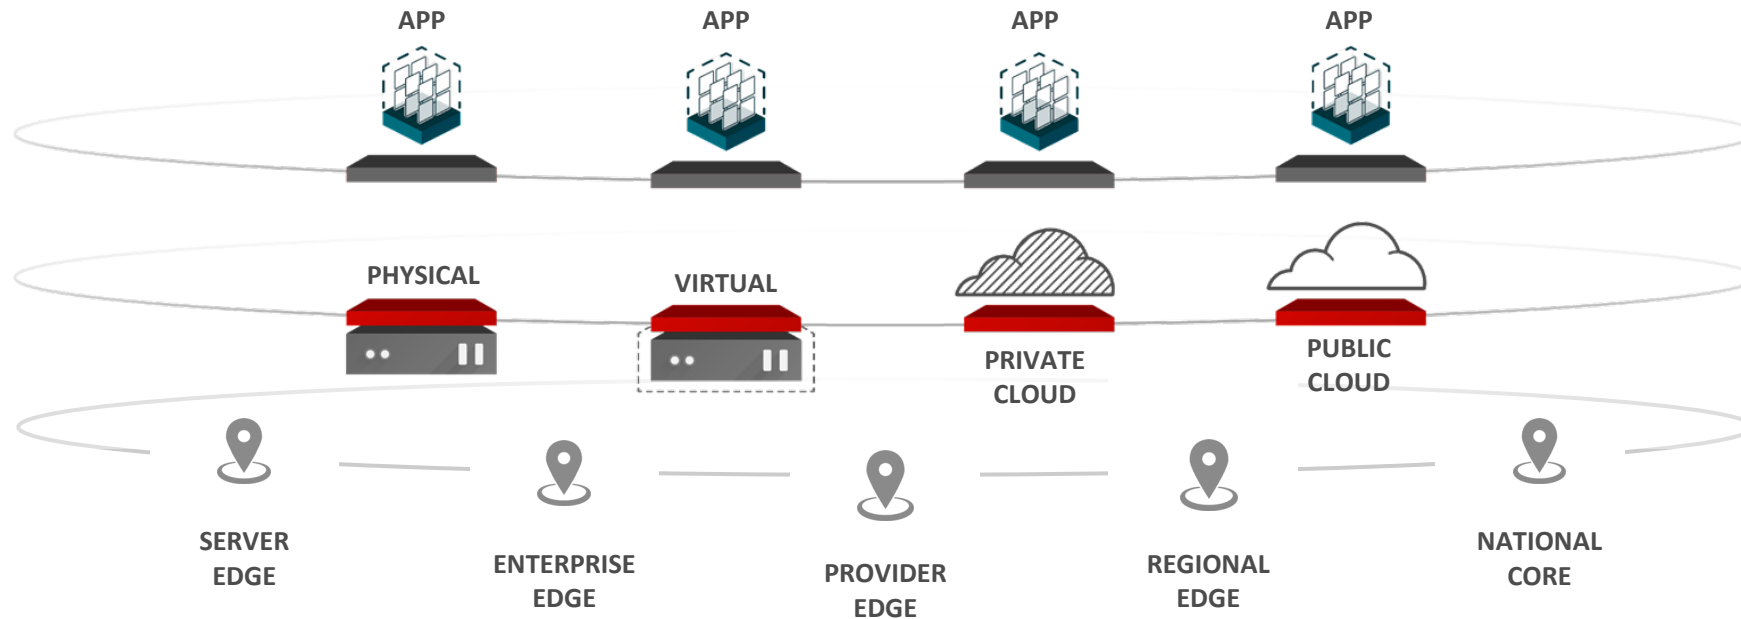 APP
APP
APP
APP
PHYSICAL
VIRTUAL
PRIVATE
CLOUD
PUBLIC
CLOUD
SERVER
EDGE
ENTERPRISE
EDGE
PROVIDER
EDGE
REGIONAL
EDGE
NATIONAL
CORE